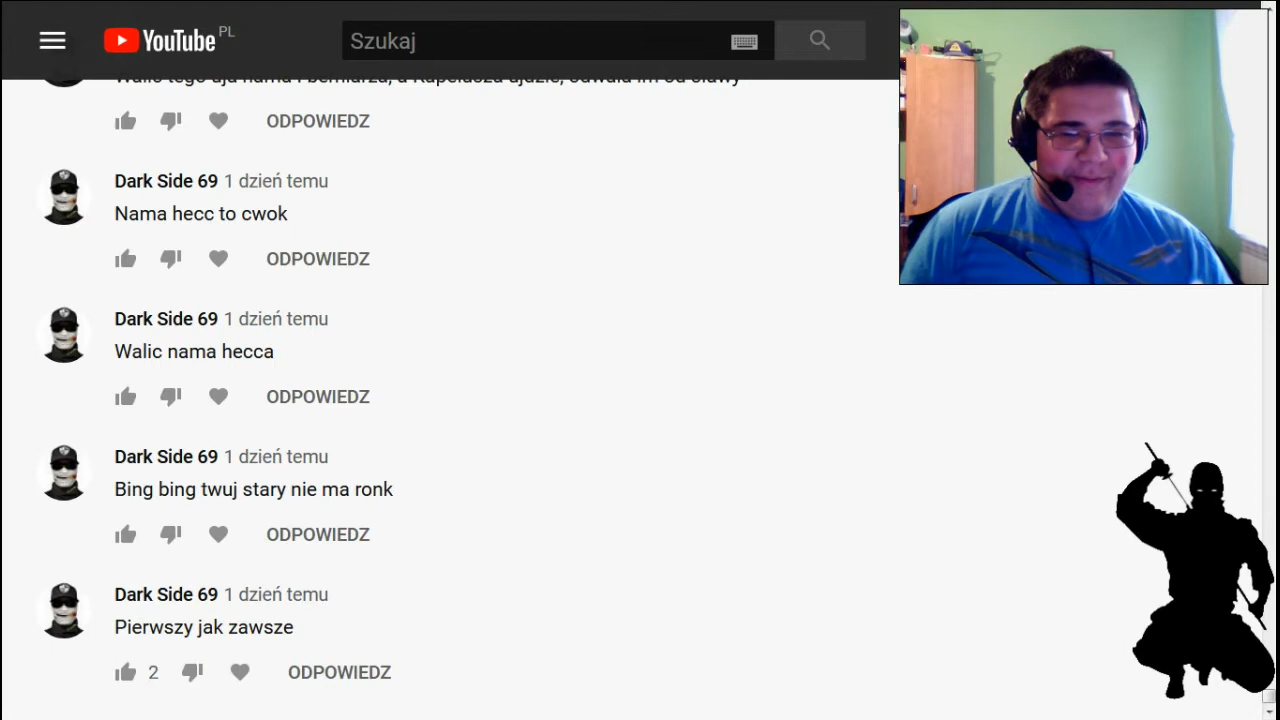 YouTube PL
Szukaj
ODPOWIEDZ
Dark Side 69 1 dzień temu
Nama hecc to cwok
ODPOWIEDZ
Dark Side 69 1 dzień temu
Walic nama hecca
ODPOWIEDZ
Dark Side 69 1 dzień temu
Bing bing twuj stary nie ma ronk
ODPOWIEDZ
Dark Side 69 1 dzień temu
Pierwszy jak zawsze
2 ODPOWIEDZ